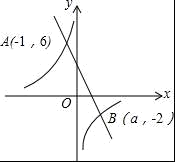 y
A(-1 , 6)
O
x
B ( a , -2 )